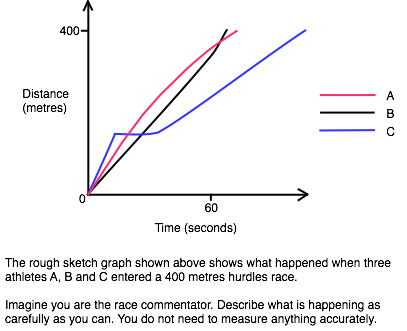 400
Distance
(metres)
A
B
C
0
60
Time (seconds)
The rough sketch graph shown above shows what happened when three
athletes A, B and C entered a 400 metres hurdles race.
Imagine you are the race commentator. Describe what is happening as
carefully as you can. You do not need to measure anything accurately.